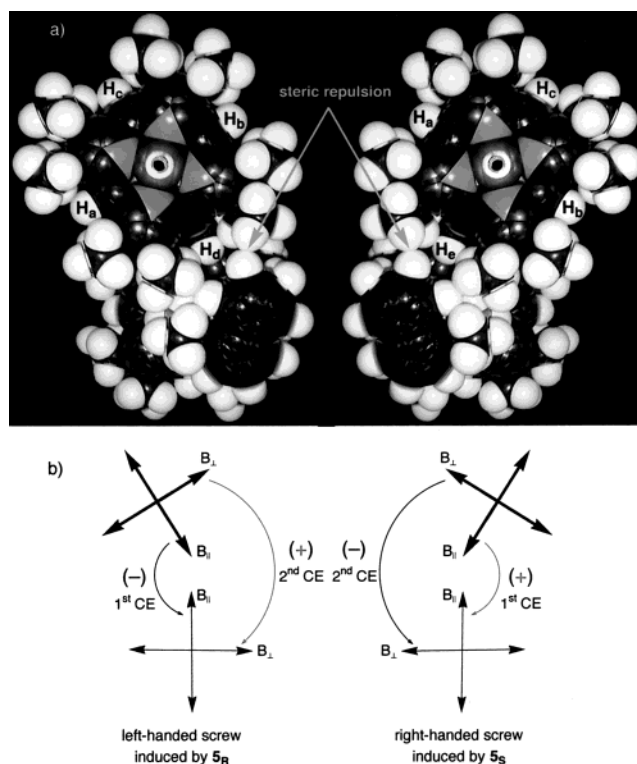 a)
steric repulsion
Hc
Hb
Ha
Hd
Hc
Ha
Hb
He
b)
B⊥
B||
(−)
1st CE
B||
(+)
2nd CE
B⊥
B⊥
B||
(−)
2nd CE
B||
(+)
1st CE
B⊥
left-handed screw
induced by 5R
right-handed screw
induced by 5S